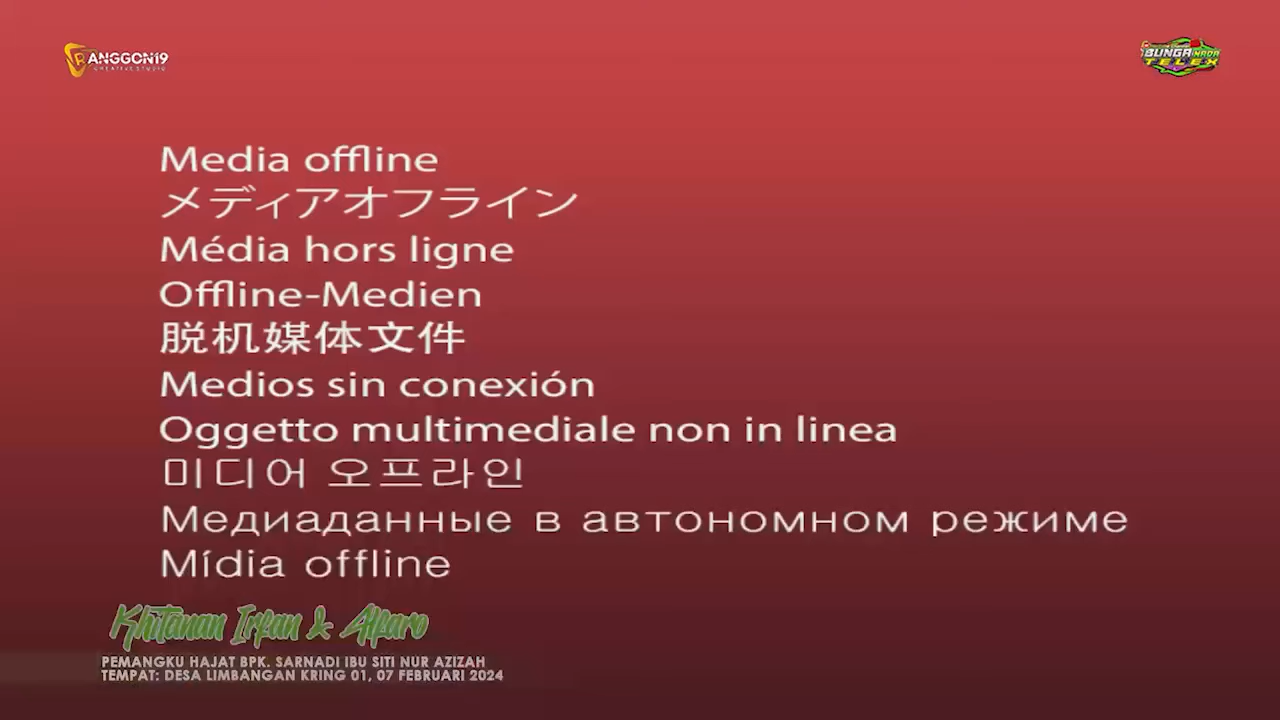 RANGGON19
CREATIVE STUDIO
BUNGA NADA
TELEX
Media offline
メディアオフライン
Média hors ligne
Offline-Medien
脱机媒体文件
Medios sin conexión
Oggetto multimediale non in linea
미디어 오프라인
Медиаданные в автономном режиме
Mídia offline
Khitanan Irfan & Alfaro
PEMANGKU HAJAT BPK. SARNADI IBU SITI NUR AZIZAH
TEMPAT: DESA LIMBANGAN KRING 01, 07 FEBRUARI 2024